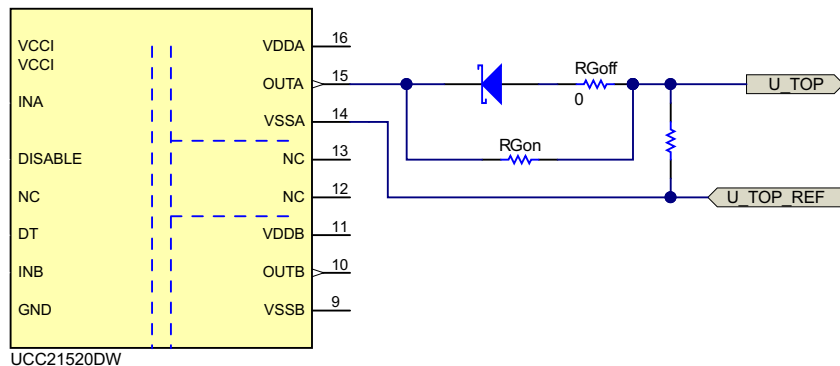 VCCI
VCCI
INA
DISABLE
NC
DT
INB
GND
VDDA 16
OUTA 15
VSSA 14
NC 13
NC 12
VDDB 11
OUTB 10
VSSB 9
UCC21520DW
RGoff
0
RGon
U_TOP
U_TOP_REF